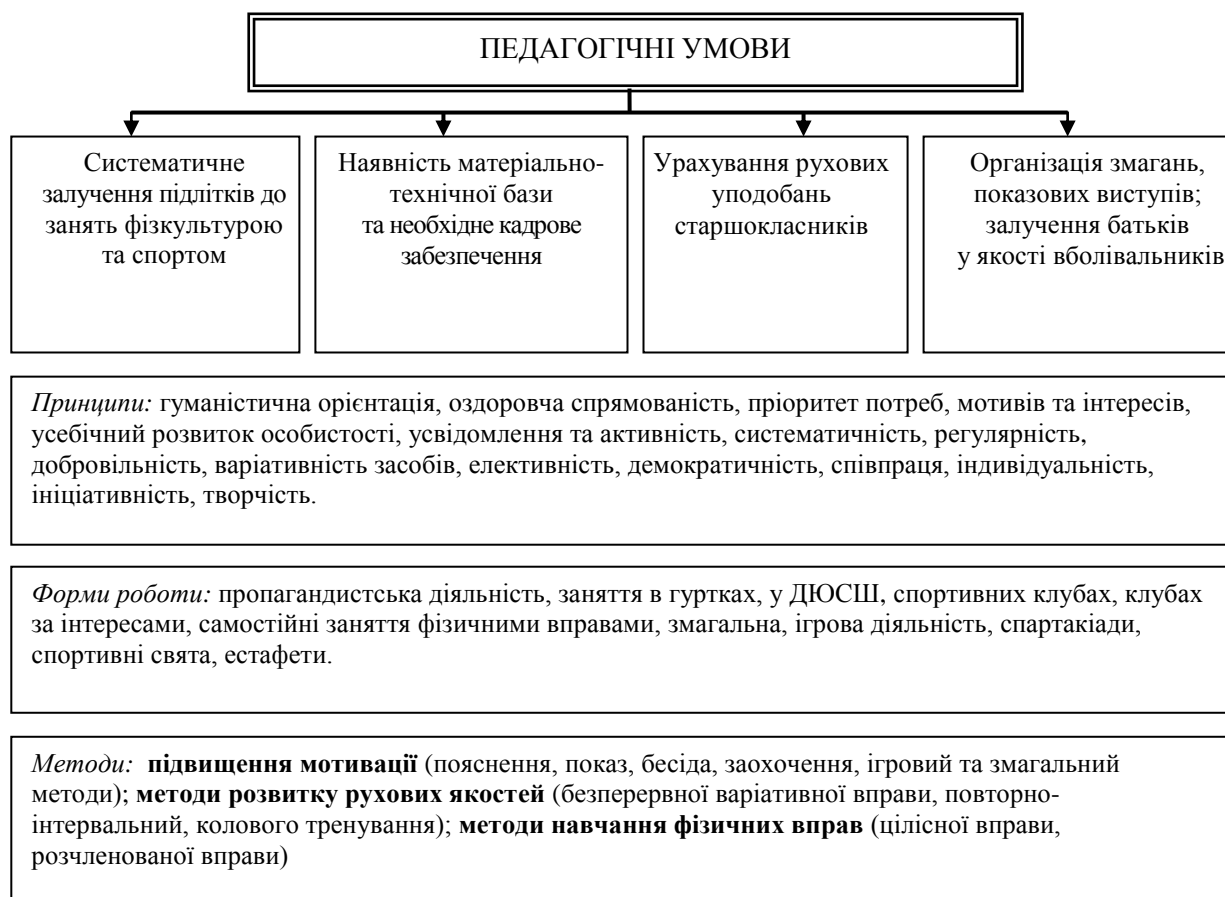 ПЕДАГОГІЧНІ УМОВИ
Систематичне
залучення підлітків до
занять фізкультурою
та спортом
Наявність матеріально-
технічної бази
та необхідне кадрове
забезпечення
Урахування рухових
уподобань
старшокласників
Організація змагань,
показових виступів;
залучення батьків
у якості вболівальників
Принципи: гуманістична орієнтація, оздоровча спрямованість, пріоритет потреб, мотивів та інтересів,
усебічний розвиток особистості, усвідомлення та активність, систематичність, регулярність,
добровільність, варіативність засобів, елективність, демократичність, співпраця, індивідуальність,
ініціативність, творчість.
Форми роботи: пропагандистська діяльність, заняття в гуртках, у ДЮСШ, спортивних клубах, клубах
за інтересами, самостійні заняття фізичними вправами, змагальна, ігрова діяльність, спартакіади,
спортивні свята, естафети.
Методи: підвищення мотивації (пояснення, показ, бесіда, заохочення, ігровий та змагальний
методи); методи розвитку рухових якостей (безперервної варіативної вправи, повторно-
інтервальний, колового тренування); методи навчання фізичних вправ (цілісної вправи,
розчленованої вправи)